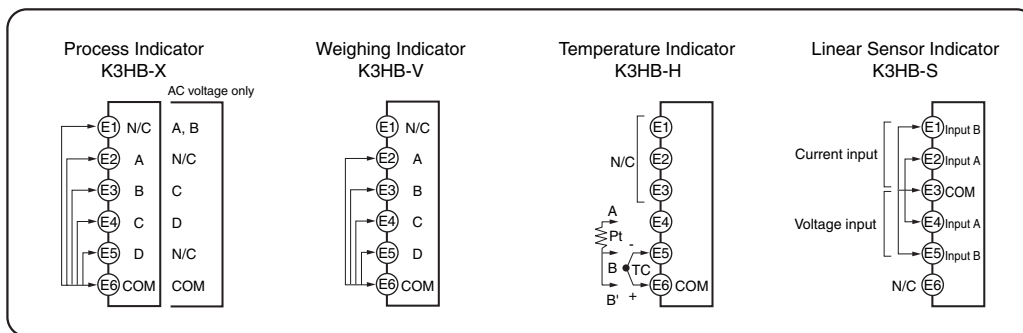 Process Indicator
K3HB-X
AC voltage only
E1 N/C A, B
E2 A N/C
E3 B C
E4 C D
E5 D N/C
E6 COM COM
Weighing Indicator
K3HB-V
E1 N/C
E2 A
E3 B
E4 C
E5 D
E6 COM
Temperature Indicator
K3HB-H
E1
N/C E2
E3
A E4
Pt
- E5
B TC
B' + E6 COM
Linear Sensor Indicator
K3HB-S
E1 Input B
Current input
E2 Input A
E3 COM
Voltage input
E4 Input A
E5 Input B
N/C E6